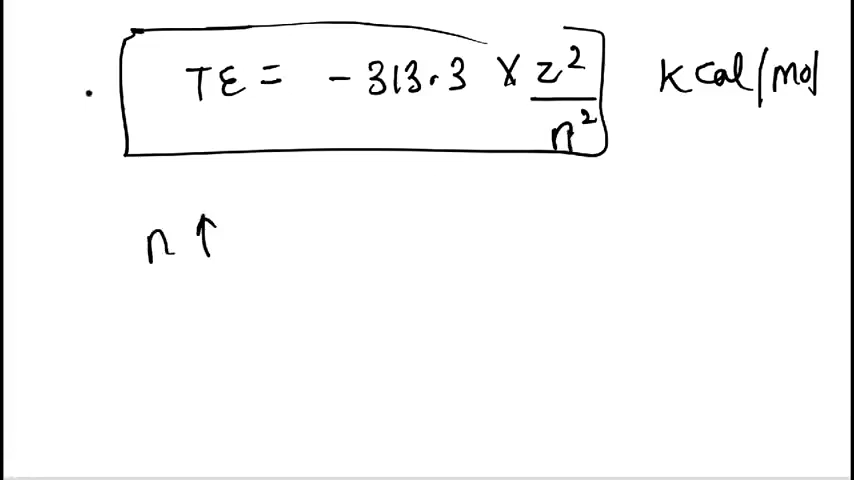 TE = - 313.3 × z²/n² Kcal/mol
n ↑